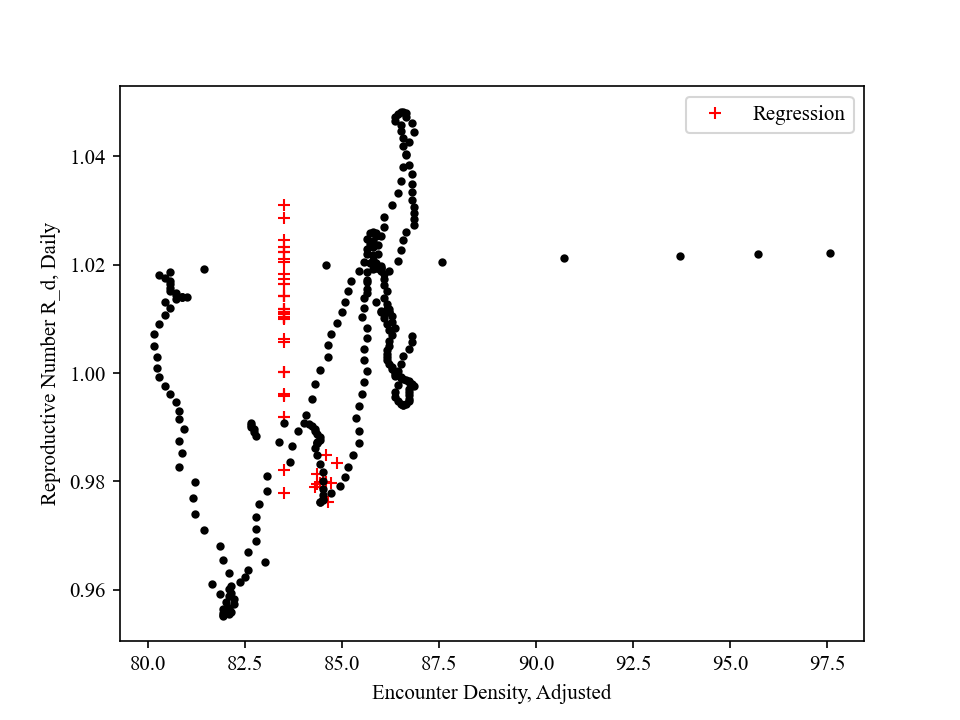 Regression
1.04
1.02
1.00
0.98
0.96
Reproductive Number R_d, Daily
80.0 82.5 85.0 87.5 90.0 92.5 95.0 97.5
Encounter Density, Adjusted